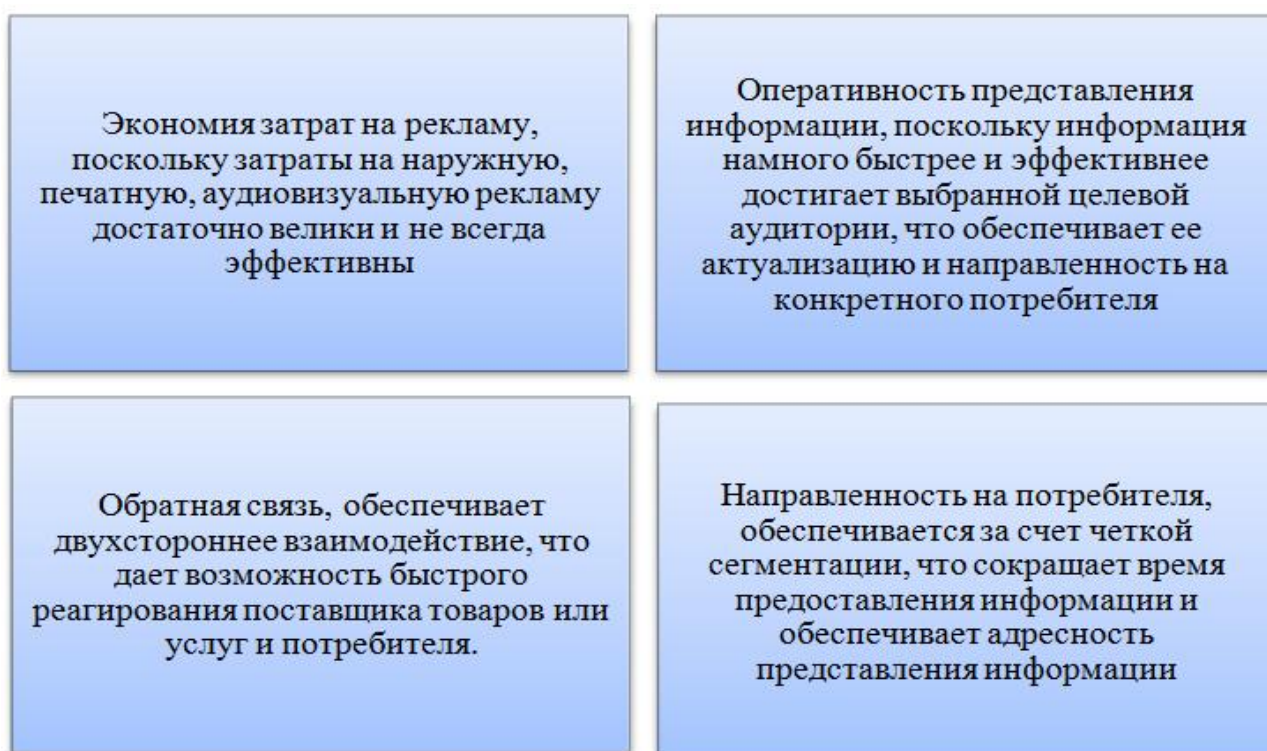 Экономия затрат на рекламу,
поскольку затраты на наружную,
печатную, аудиовизуальную рекламу
достаточно велики и не всегда
эффективны
Оперативность представления
информации, поскольку информация
намного быстрее и эффективнее
достигает выбранной целевой
аудитории, что обеспечивает ее
актуализацию и направленность на
конкретного потребителя
Обратная связь, обеспечивает
двухстороннее взаимодействие, что
дает возможность быстрого
реагирования поставщика товаров или
услуг и потребителя.
Направленность на потребителя,
обеспечивается за счет четкой
сегментации, что сокращает время
предоставления информации и
обеспечивает адресность
представления информации